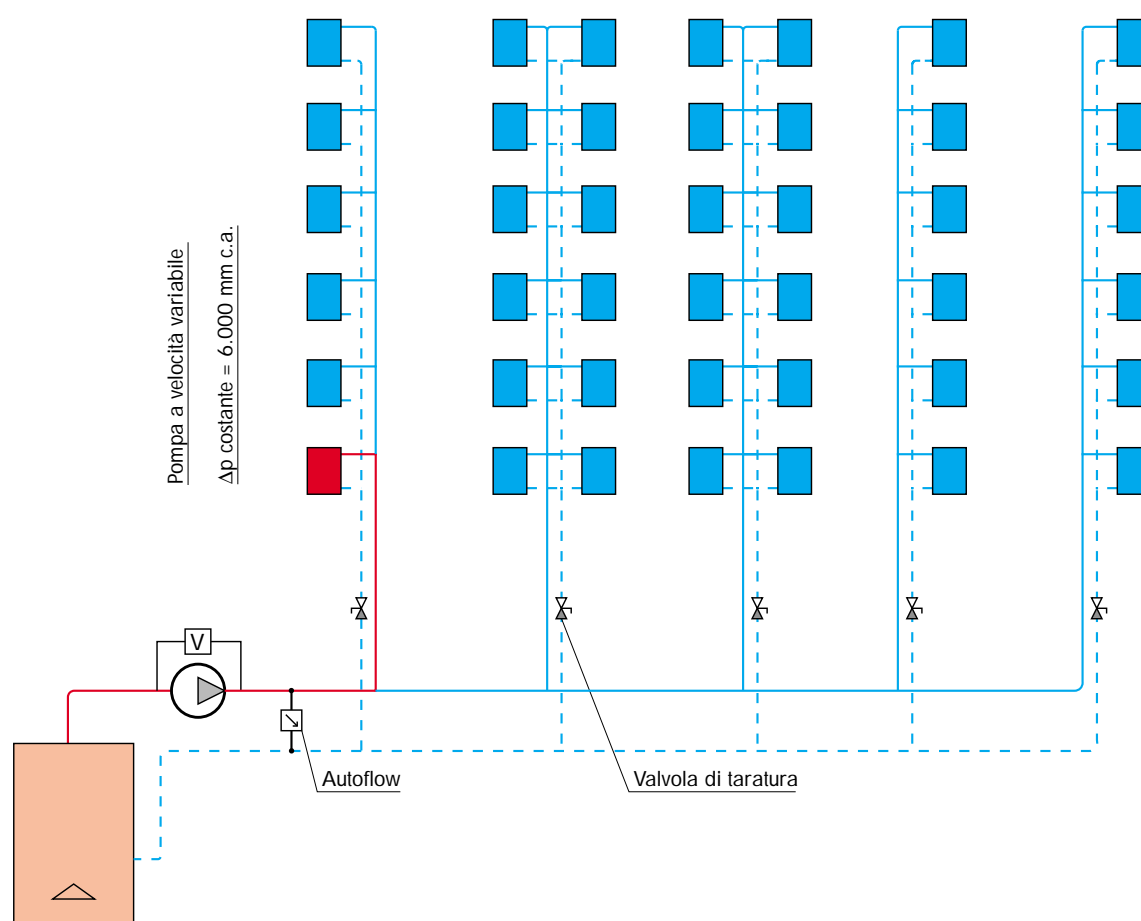 Pompa a velocità variabile
Δp costante = 6.000 mm c.a.
V
Autoflow
Valvola di taratura